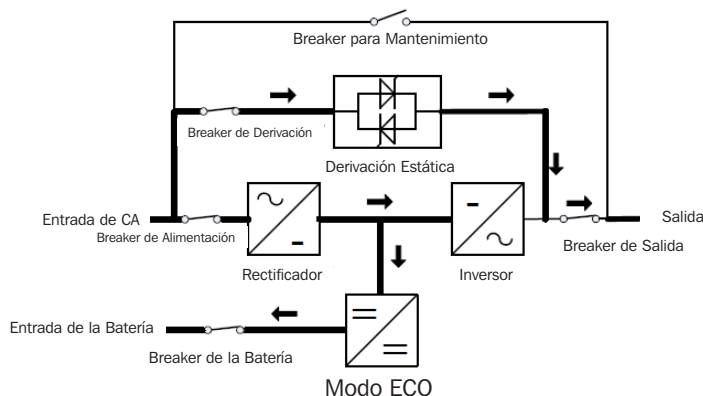 Breaker para Mantenimiento
Breaker de Derivación
Derivación Estática
Entrada de CA
Breaker de Alimentación
Salida
Breaker de Salida
Rectificador
Inversor
Entrada de la Batería
Breaker de la Batería
Modo ECO